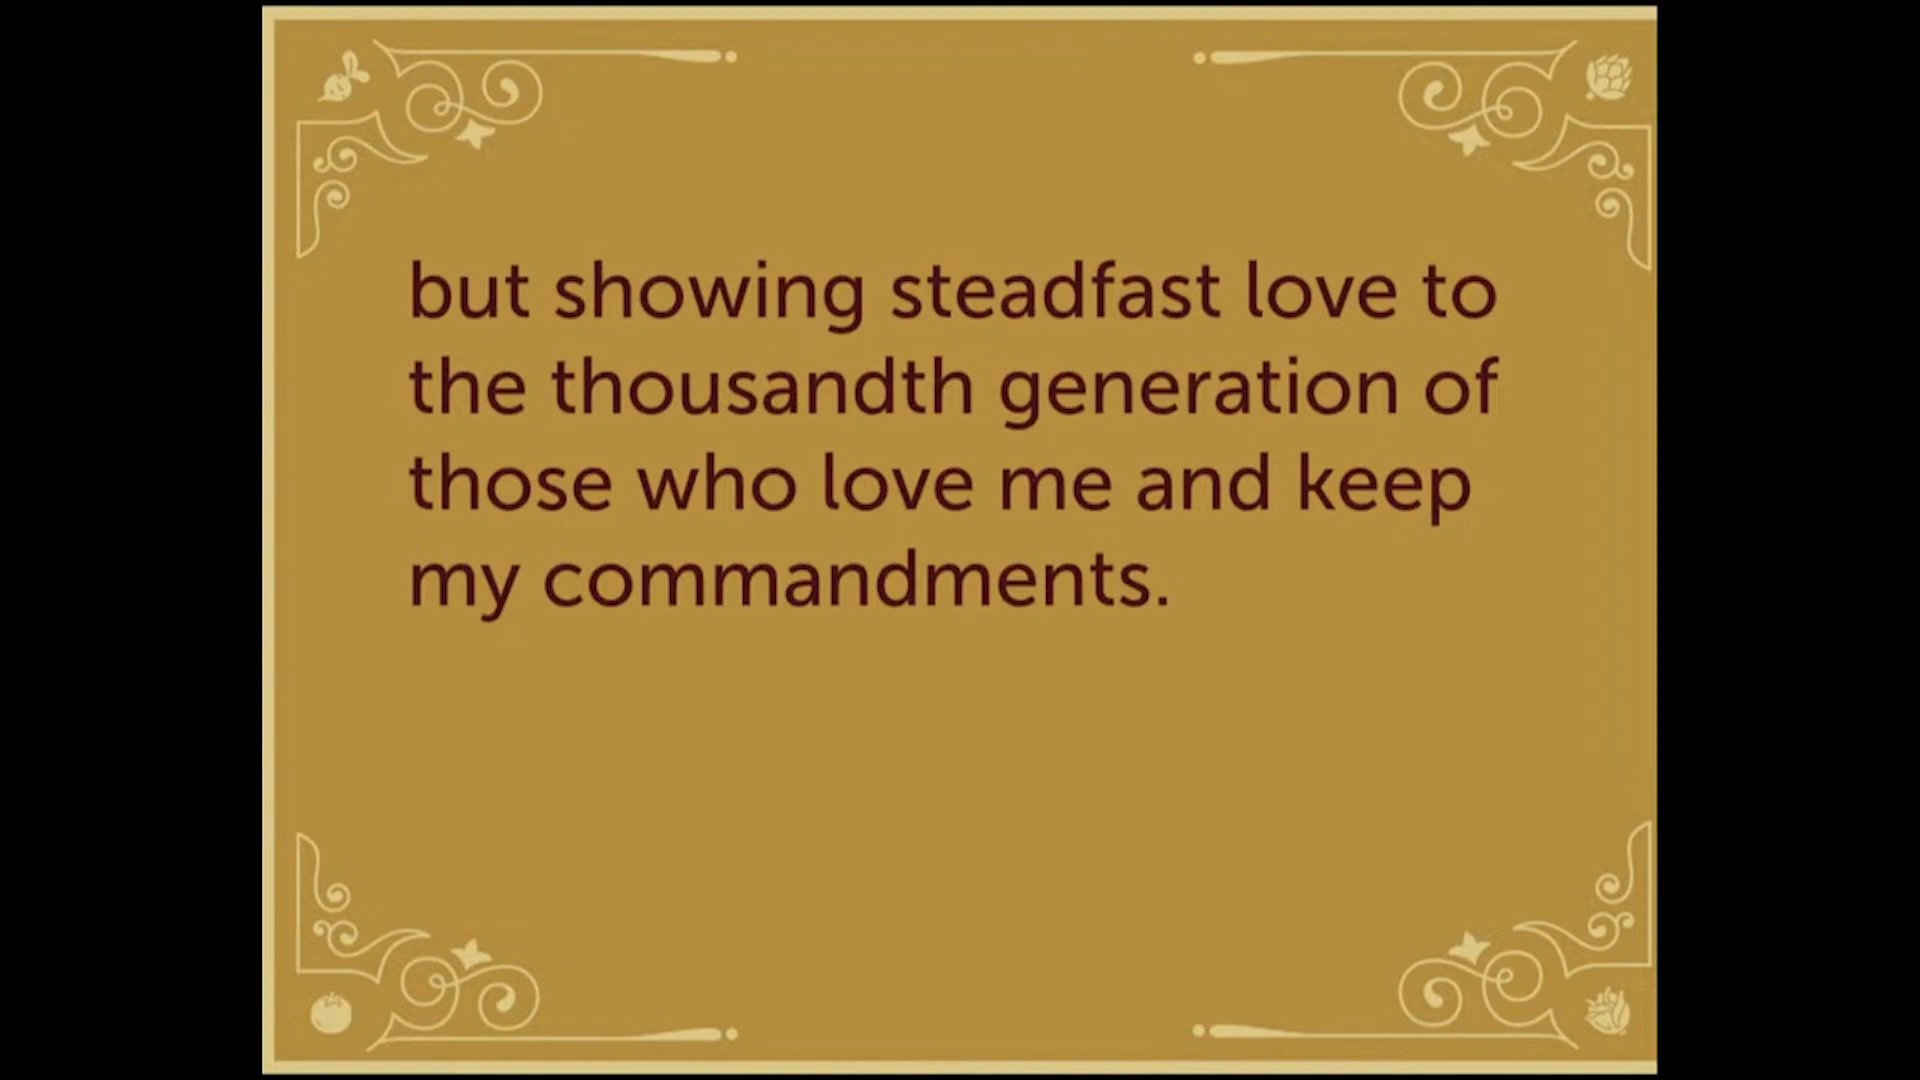 but showing steadfast love to
the thousandth generation of
those who love me and keep
my commandments.